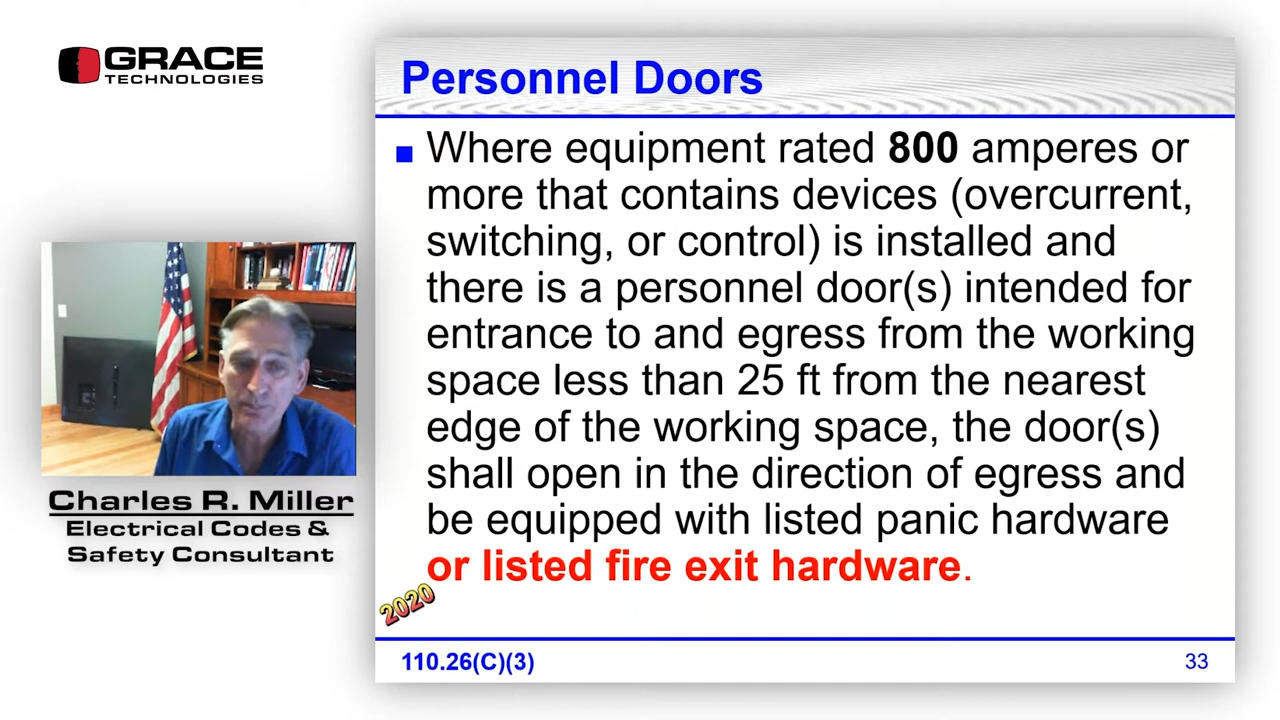 GRACE
TECHNOLOGIES
Personnel Doors
Where equipment rated 800 amperes or
more that contains devices (overcurrent,
switching, or control) is installed and
there is a personnel door(s) intended for
entrance to and egress from the working
space less than 25 ft from the nearest
edge of the working space, the door(s)
shall open in the direction of egress and
be equipped with listed panic hardware
or listed fire exit hardware.
2020
110.26(C)(3)
33
Charles R. Miller
Electrical Codes &
Safety Consultant